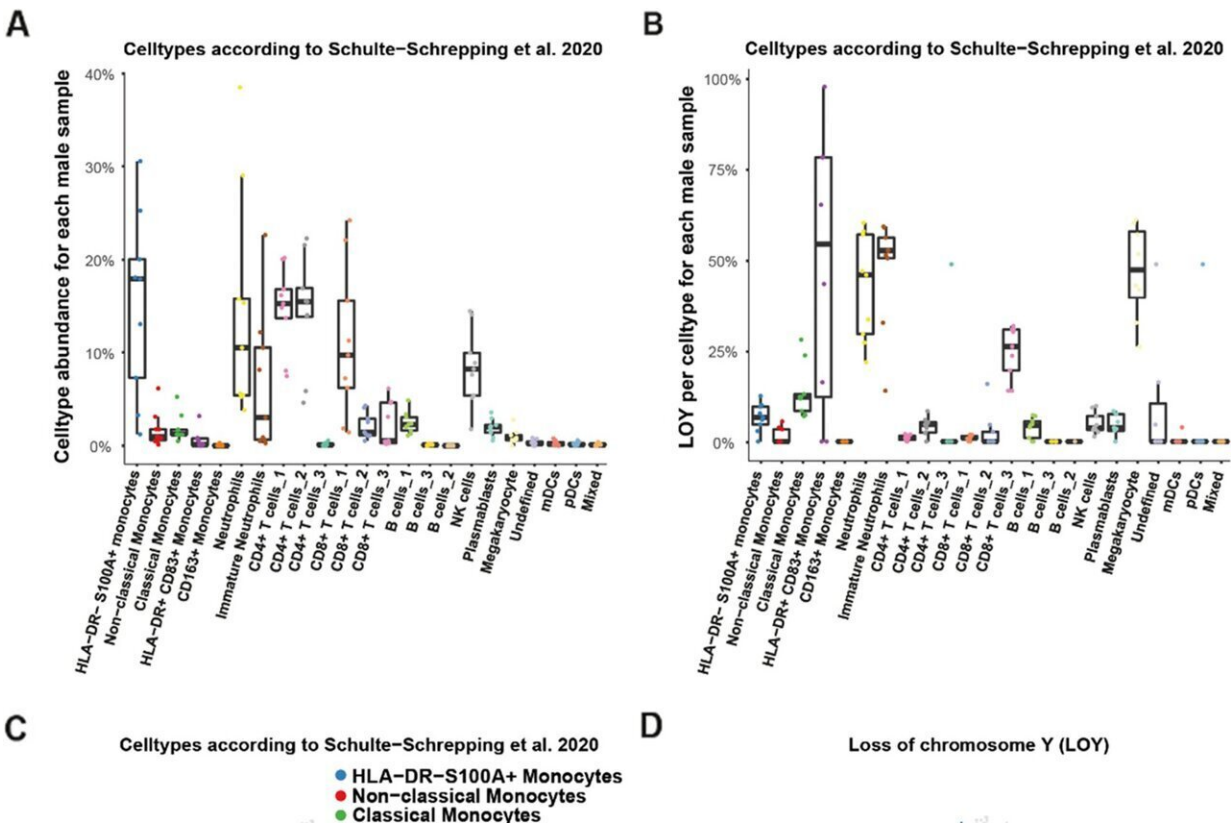 A
Celltypes according to Schulte−Schrepping et al. 2020
Celltype abundance for each male sample
40%
30%
20%
10%
0%
HLA−DR− S100A+ monocytes
Non−classical Monocytes
Classical Monocytes
HLA−DR+ CD83+ Monocytes
CD163+ Monocytes
Neutrophils
Immature Neutrophils
CD4+ T cells_1
CD4+ T cells_2
CD4+ T cells_3
CD8+ T cells_1
CD8+ T cells_2
CD8+ T cells_3
B cells_1
B cells_3
B cells_2
NK cells
Plasmablasts
Megakaryocyte
Undefined
mDCs
pDCs
Mixed
B
Celltypes according to Schulte−Schrepping et al. 2020
LOY per celltype for each male sample
100%
75%
50%
25%
0%
HLA−DR− S100A+ monocytes
Non−classical Monocytes
Classical Monocytes
HLA−DR+ CD83+ Monocytes
CD163+ Monocytes
Neutrophils
Immature Neutrophils
CD4+ T cells_1
CD4+ T cells_2
CD4+ T cells_3
CD8+ T cells_1
CD8+ T cells_2
CD8+ T cells_3
B cells_1
B cells_3
B cells_2
NK cells
Plasmablasts
Megakaryocyte
Undefined
mDCs
pDCs
Mixed
C
Celltypes according to Schulte−Schrepping et al. 2020
HLA−DR−S100A+ Monocytes
Non−classical Monocytes
Classical Monocytes
D
Loss of chromosome Y (LOY)